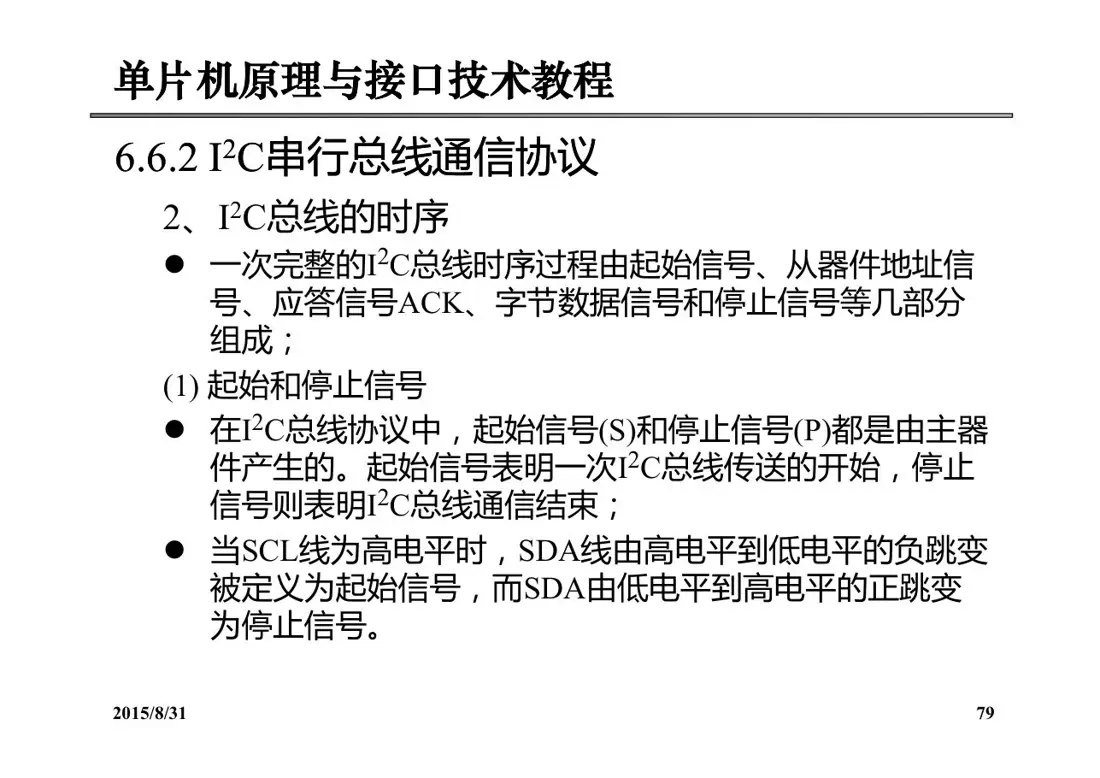 单片机原理与接口技术教程
6.6.2 I²C串行总线通信协议
2、I²C总线的时序
● 一次完整的I²C总线时序过程由起始信号、从器件地址信
号、应答信号ACK、字节数据信号和停止信号等几部分
组成；
(1) 起始和停止信号
● 在I²C总线协议中，起始信号(S)和停止信号(P)都是由主器
件产生的。起始信号表明一次I²C总线传送的开始，停止
信号则表明I²C总线通信结束；
● 当SCL线为高电平时，SDA线由高电平到低电平的负跳变
被定义为起始信号，而SDA由低电平到高电平的正跳变
为停止信号。
2015/8/31
79